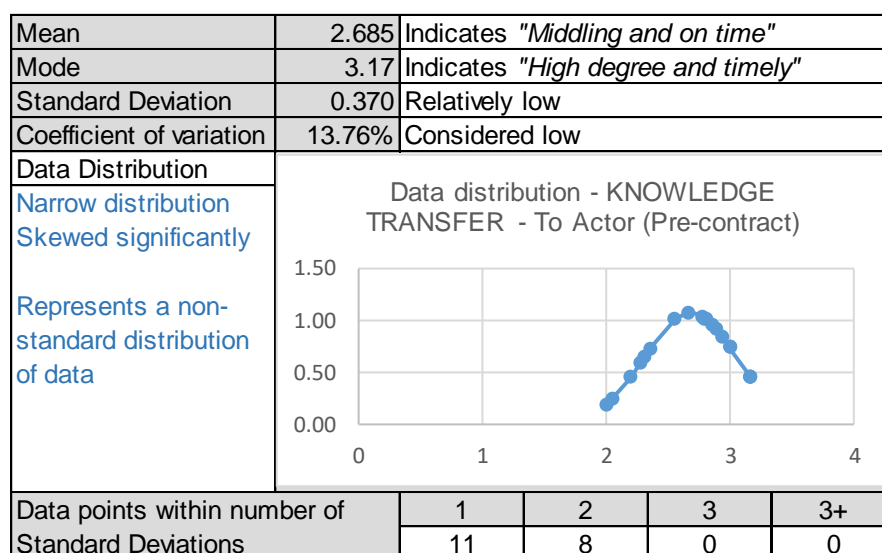 Mean 2.685 Indicates "Middling and on time"
Mode 3.17 Indicates "High degree and timely"
Standard Deviation 0.370 Relatively low
Coefficient of variation 13.76% Considered low
Data Distribution
Narrow distribution
Skewed significantly
Represents a non-
standard distribution
of data
Data distribution - KNOWLEDGE
TRANSFER - To Actor (Pre-contract)
1.50
1.00
0.50
0.00
0 1 2 3 4
Data points within number of 1 2 3 3+
Standard Deviations 11 8 0 0